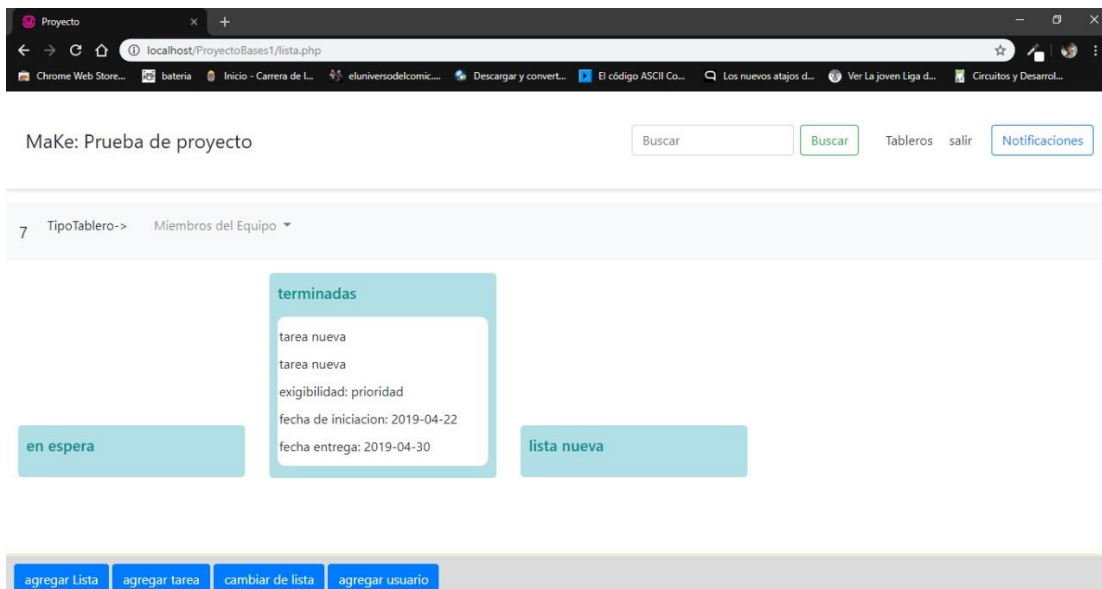 Proyecto
localhost/ProyectoBases1/lista.php
Chrome Web Store... bateria Inicio - Carrera de I... eluniversodelcomic.... Descargar y convert... El código ASCII Co... Los nuevos atajos d... Ver La joven Liga d... Circuitos y Desarrol...
MaKe: Prueba de proyecto
Buscar Buscar Tableros salir Notificaciones
7 TipoTablero-> Miembros del Equipo
terminadas
tarea nueva
tarea nueva
exigibilidad: prioridad
fecha de iniciacion: 2019-04-22
fecha entrega: 2019-04-30
en espera
lista nueva
agregar Lista agregar tarea cambiar de lista agregar usuario